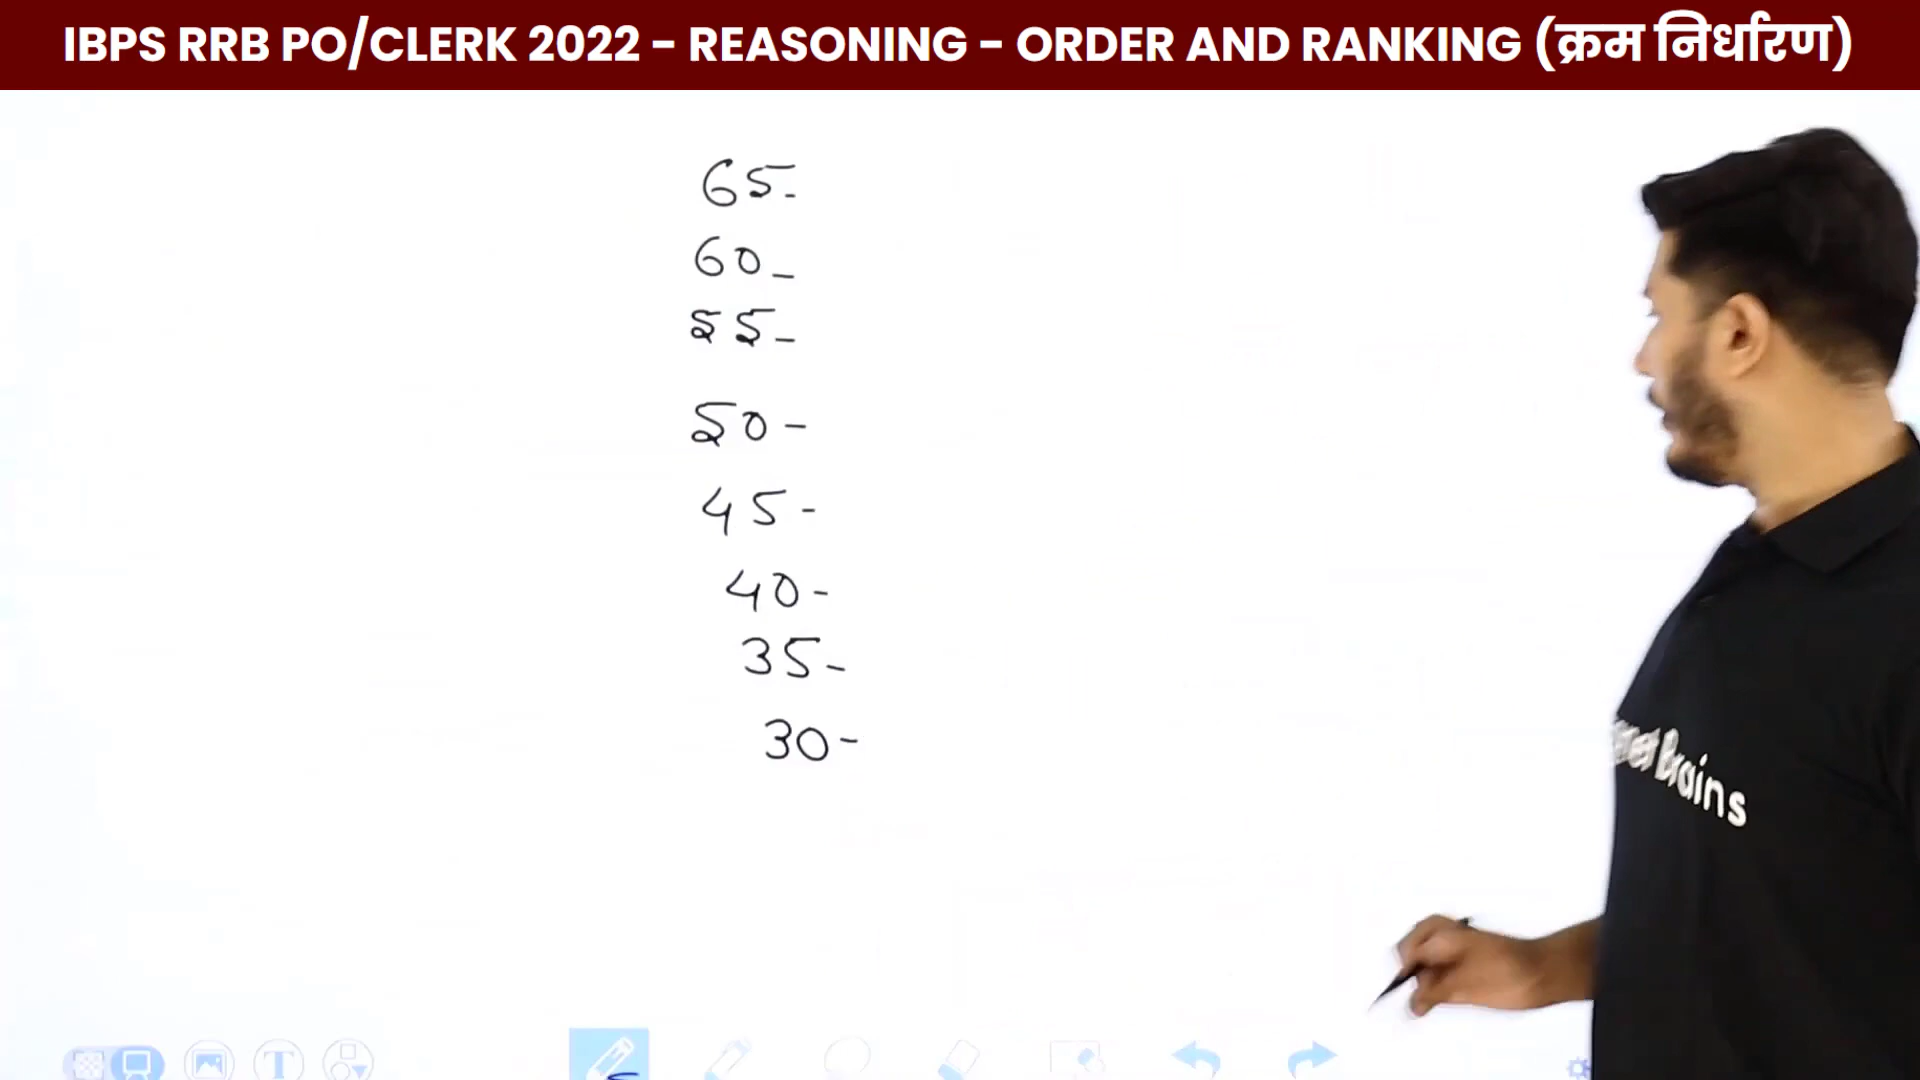 IBPS RRB PO/CLERK 2022 - REASONING - ORDER AND RANKING (क्रम निर्धारण)
65-
60-
55-
50-
45-
40-
35-
30-
Brains
T